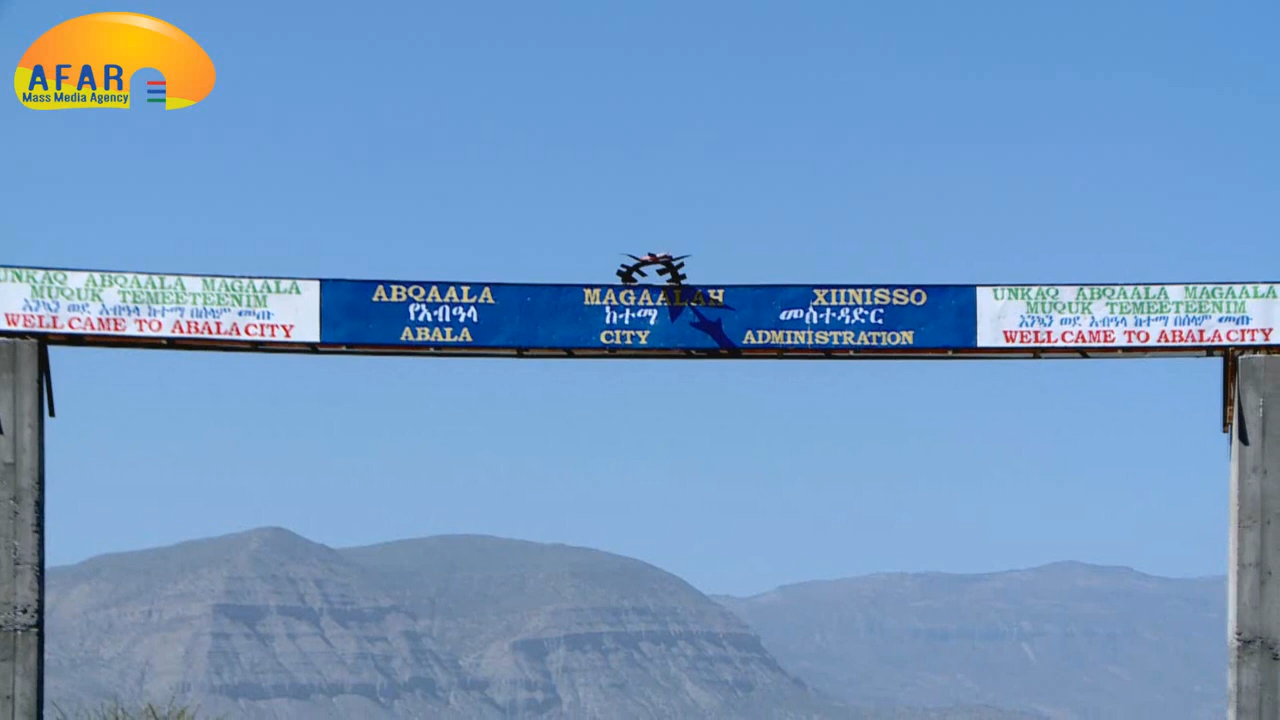 AFAR
Mass Media Agency
UNKAQ ABQAALA MAGAALA
MUQUK TEMEETEENIM
እንኳን ወደ አብዓላ ከተማ በሰላም መጡ
WELL CAME TO ABALA CITY
ABQAALA MAGAALAH XIINISSO
የአብዓላ ከተማ መስተዳድር
ABALA CITY ADMINISTRATION
UNKAQ ABQAALA MAGAALA
MUQUK TEMEETEENIM
እንኳን ወደ አብዓላ ከተማ በሰላም መጡ
WELL CAME TO ABALA CITY